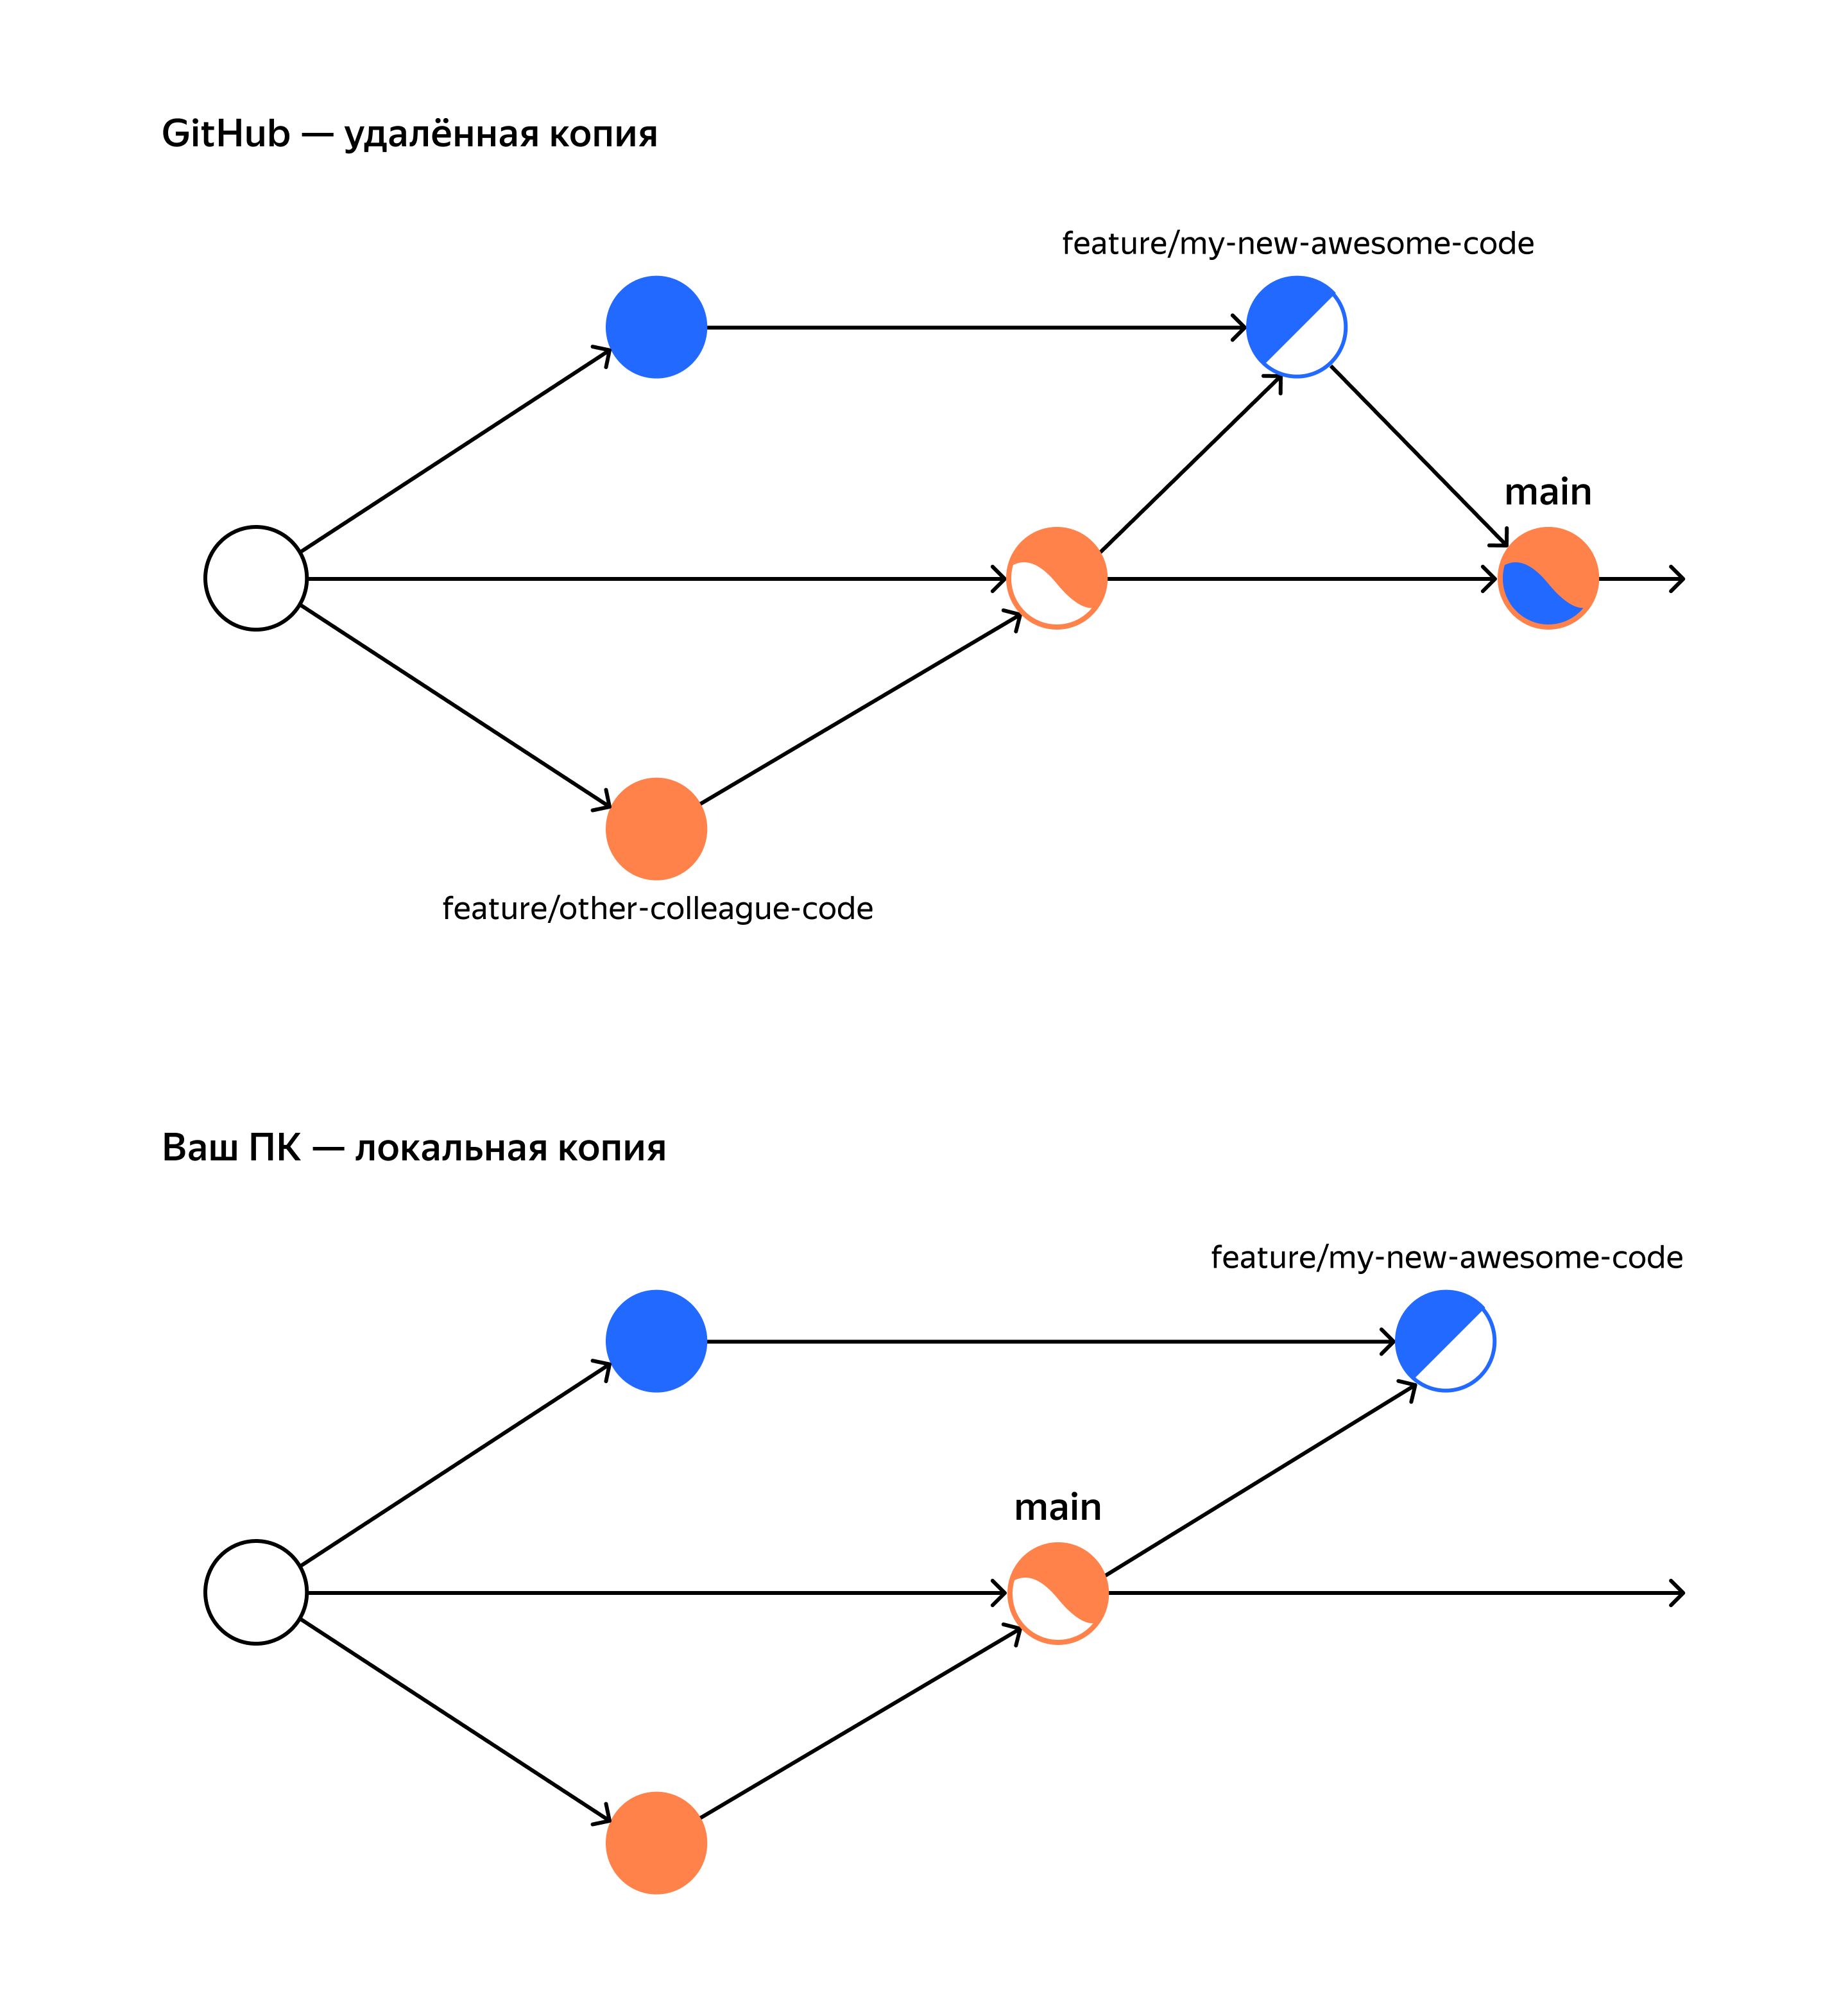 GitHub — удалённая копия
feature/my-new-awesome-code
main
feature/other-colleague-code
Ваш ПК — локальная копия
feature/my-new-awesome-code
main